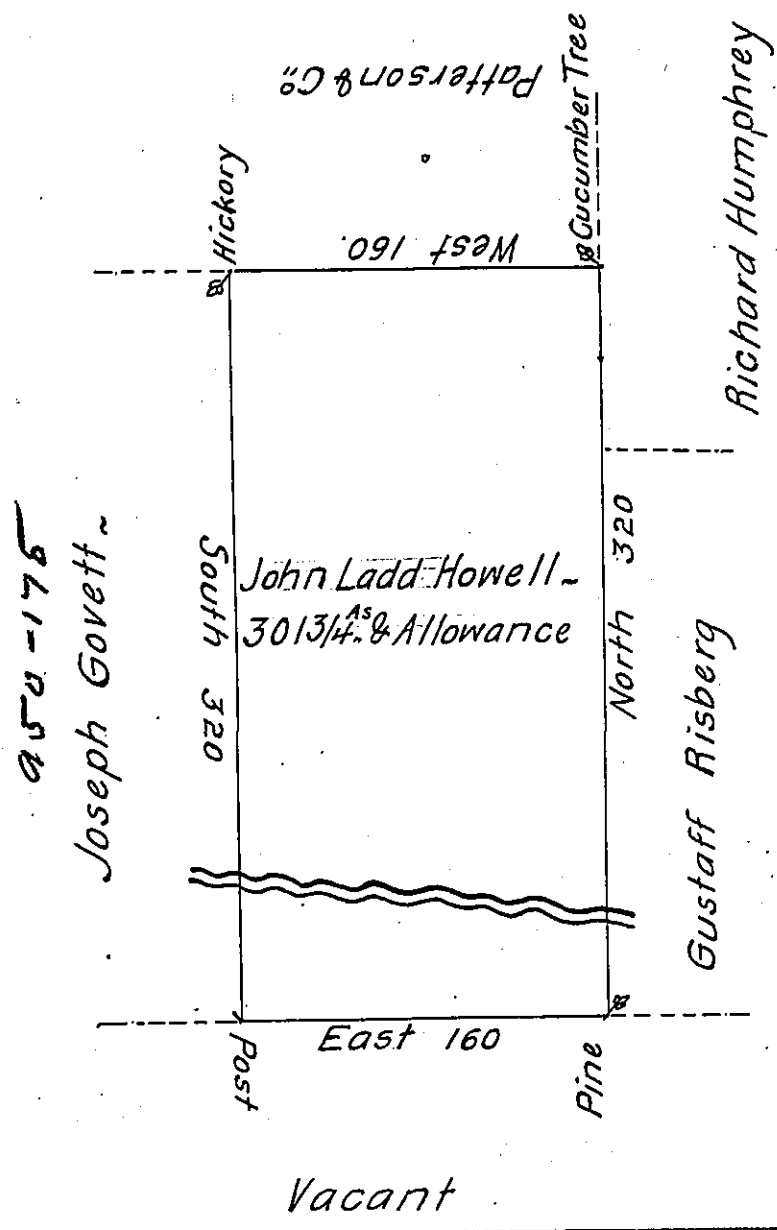 Patterson & Co.,
Cucumber Tree
Hickory
West 160.
Richard Humphrey
950-175
Joseph Govett~
South 320
John Ladd Howell~
301 3/4 As. & Allowance
North 320
Gustaff Risberg
East 160
Post
Pine
Vacant